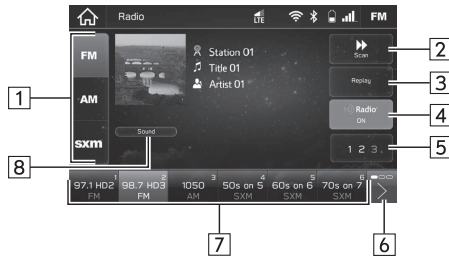 Radio
LTE
FM
FM
AM
sxm
Station 01
Title 01
Artist 01
Sound
Scan
Replay
HD Radio
ON
1 2 3.
1 2 3 4 5 6
97.1 HD2 98.7 HD3 1050 50s on 5 60s on 6 70s on 7
FM FM AM SXM SXM SXM
1
2
3
4
5
6
7
8